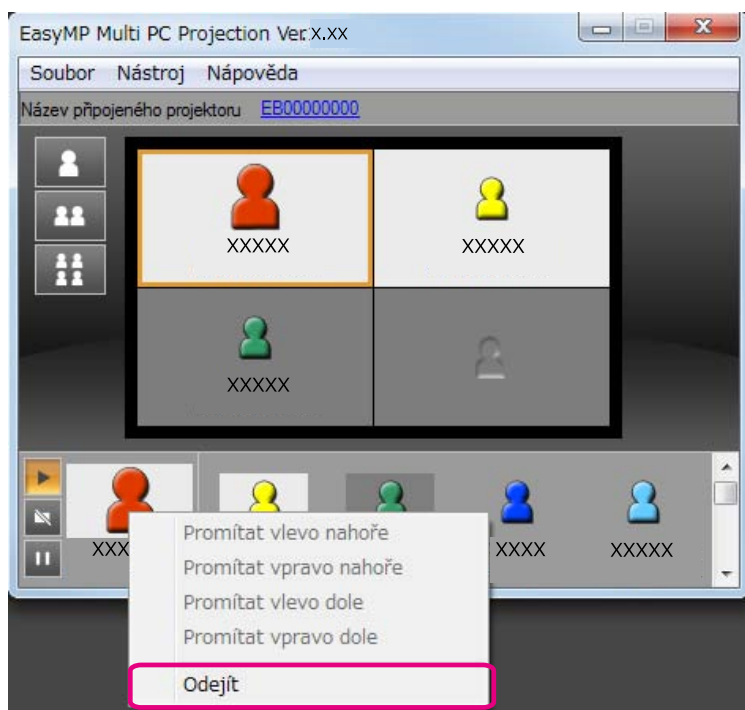 EasyMP Multi PC Projection Ver.X.XX
Soubor Nástroj Nápověda
Název připojeného projektoru EB00000000
XXXXX XXXXX
XXXXX
XXX XXXX XXXXX
Promítat vlevo nahoře
Promítat vpravo nahoře
Promítat vlevo dole
Promítat vpravo dole
Odejít